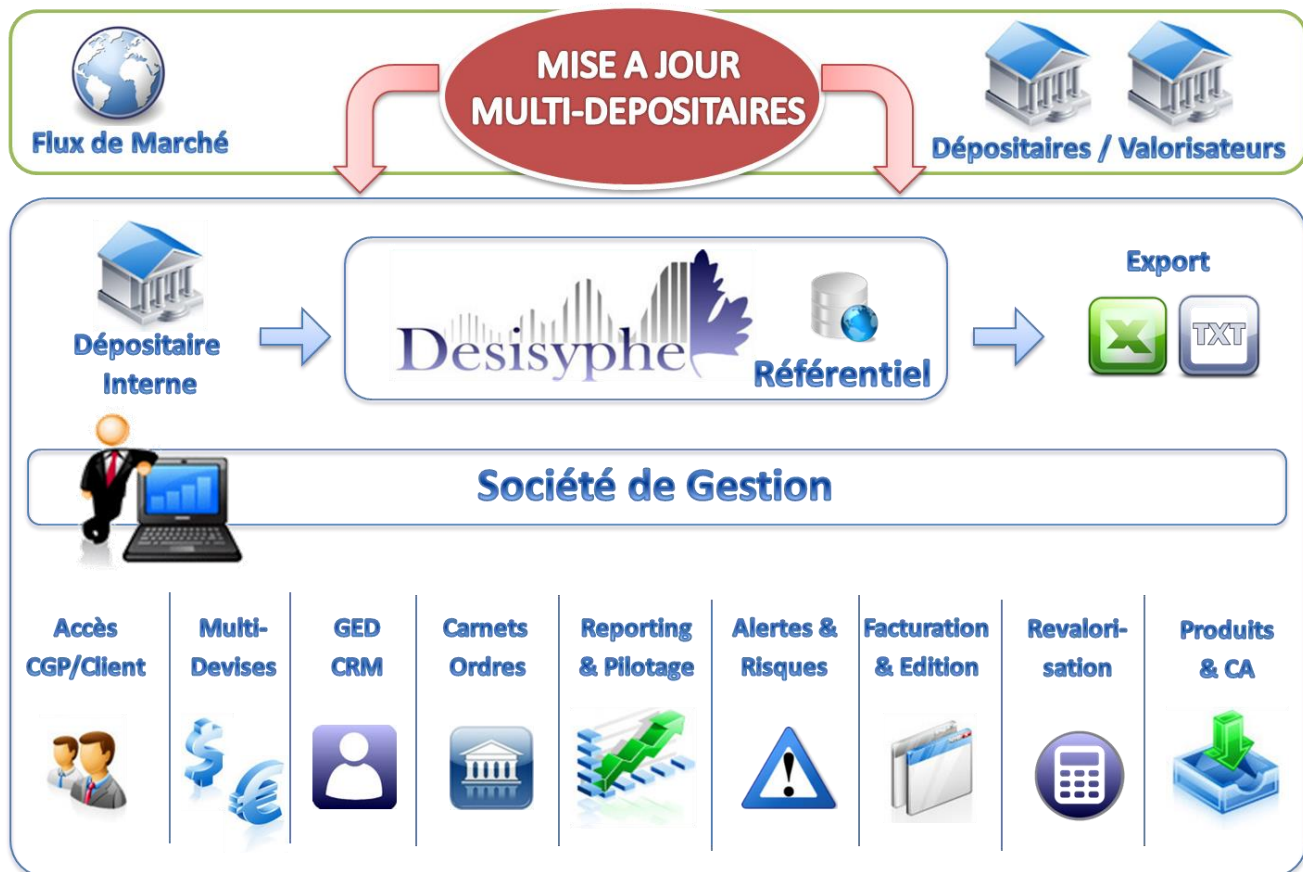 MISE A JOUR
MULTI-DEPOSITAIRES
Flux de Marché
Dépositaires / Valorisateurs
Dépositaire
Interne
Desisyphe
Référentiel
Export
X
TXT
Société de Gestion
Accès
CGP/Client
Multi-
Devises
GED
CRM
Carnets
Ordres
Reporting
& Pilotage
Alertes &
Risques
Facturation
& Edition
Revalori-
sation
Produits
& CA